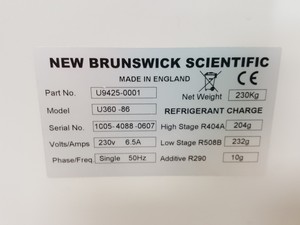 NEW BRUNSWICK SCIENTIFIC
MADE IN ENGLAND
CE
Part No. U9425-0001 Net Weight 230Kg
Model U360 -86 REFRIGERANT CHARGE
Serial No. 1005-4088-0607 High Stage R404A 204g
Volts/Amps 230v 6.5A Low Stage R508B 232g
Phase/Freq. Single 50Hz Additive R290 10g